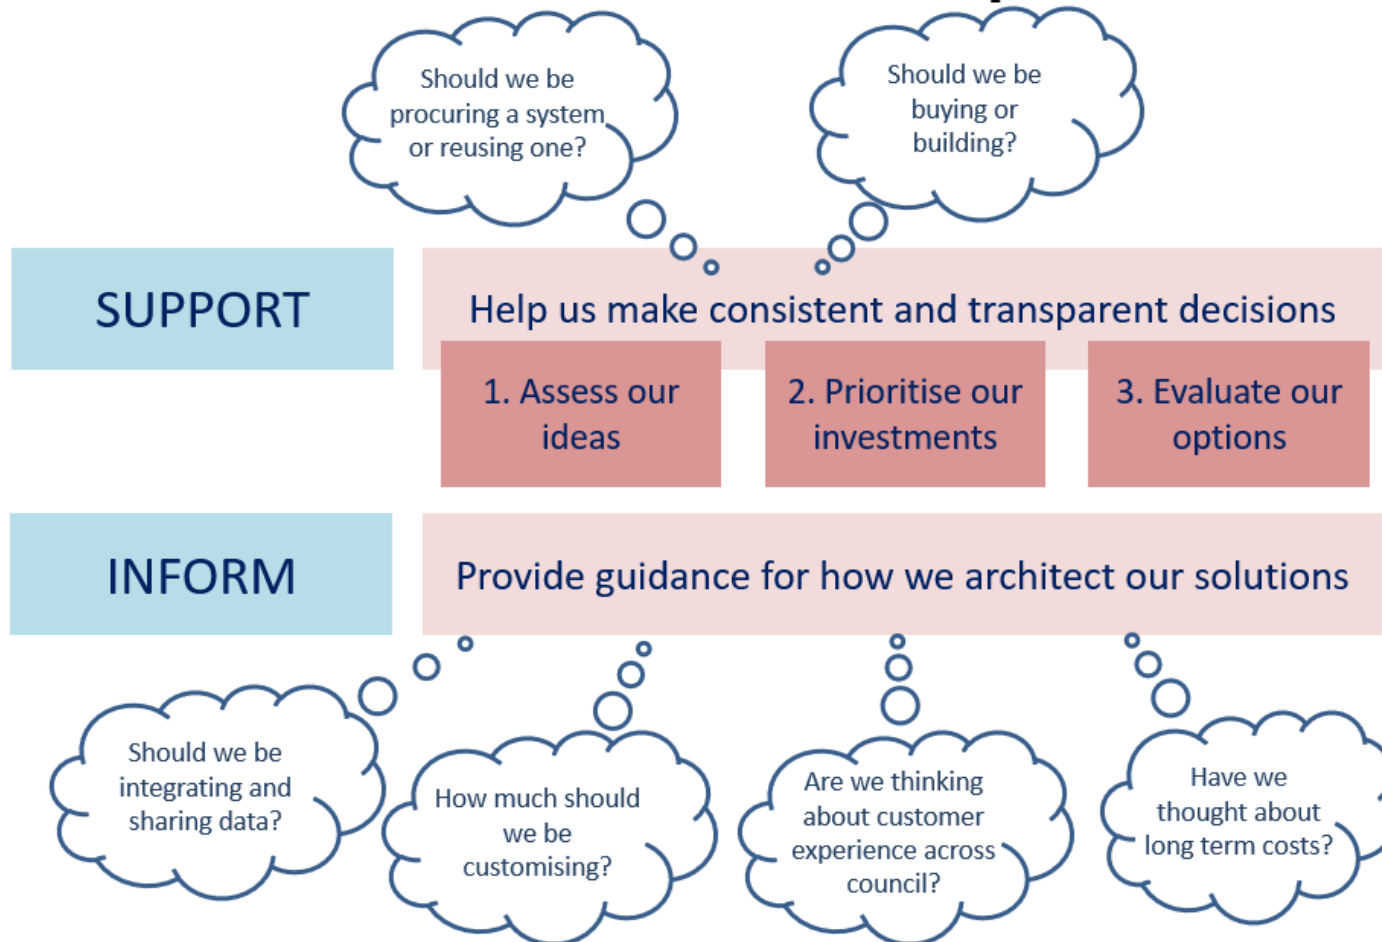 Should we be
procuring a system
or reusing one?
Should we be
buying or
building?
SUPPORT
Help us make consistent and transparent decisions
1. Assess our
ideas
2. Prioritise our
investments
3. Evaluate our
options
INFORM
Provide guidance for how we architect our solutions
Should we be
integrating and
sharing data?
How much should
we be
customising?
Are we thinking
about customer
experience across
council?
Have we
thought about
long term costs?